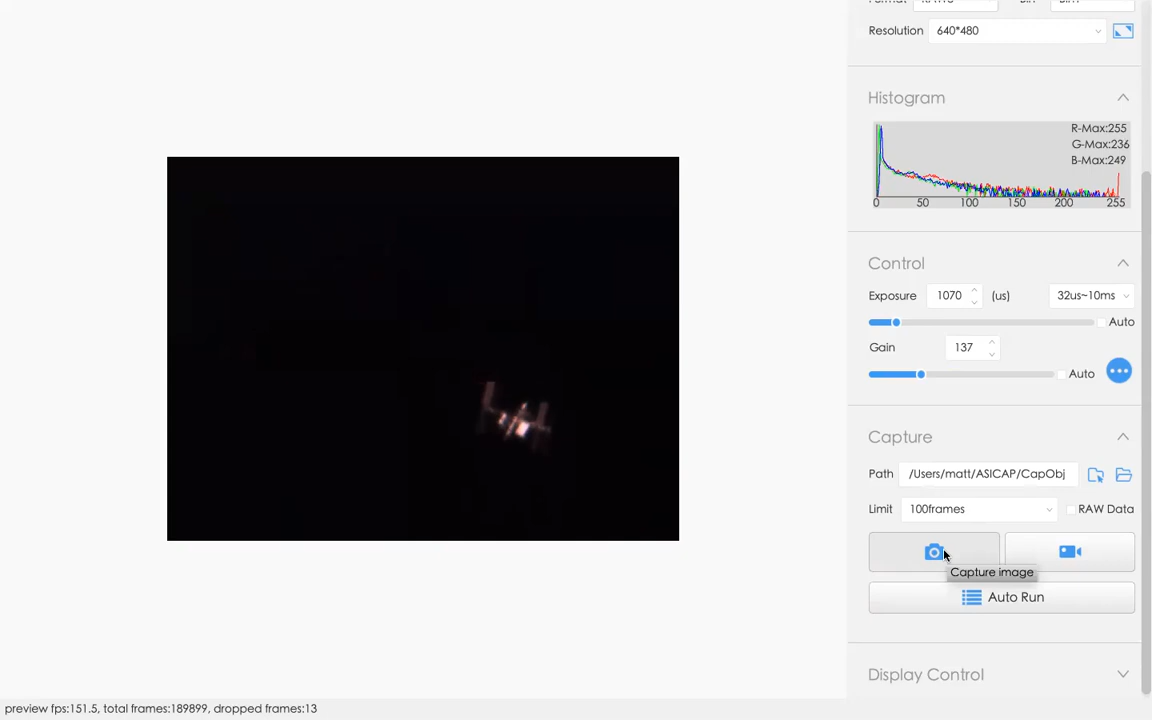 Resolution 640*480
Histogram
R-Max:255
G-Max:236
B-Max:249
0 50 100 150 200 255
Control
Exposure 1070 (us) 32us~10ms
Auto
Gain 137
Auto
Capture
Path /Users/matt/ASICAP/CapObj
Limit 100frames RAW Data
Capture image
Auto Run
Display Control
preview fps:151.5, total frames:189899, dropped frames:13